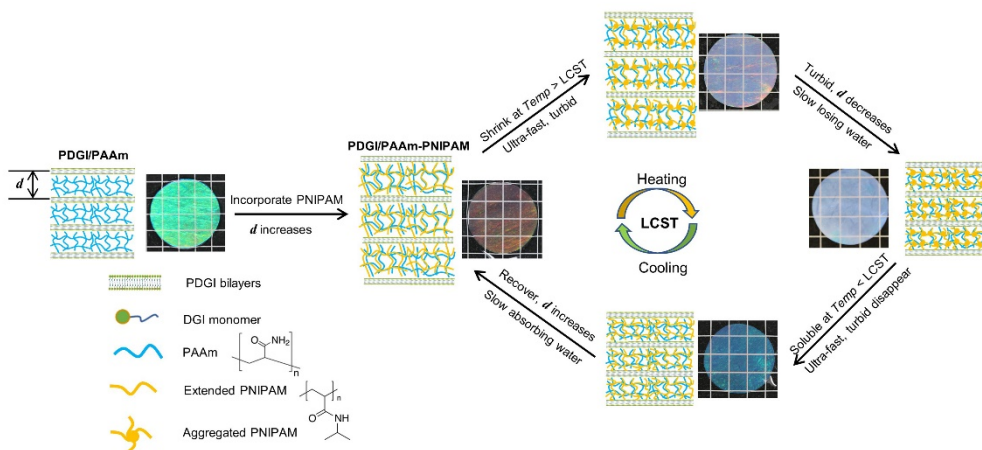 PDGI/PAAm
d
Incorporate PNIPAM
d increases
PDGI/PAAm-PNIPAM
Shrink at Temp > LCST
Ultra-fast, turbid
Turbid, d decreases
Slow losing water
Heating
LCST
Cooling
Soluble at Temp < LCST
Ultra-fast, turbid disappear
Recover, d increases
Slow absorbing water
PDGI bilayers
DGI monomer
PAAm
O
NH2
n
Extended PNIPAM
n
O
NH
Aggregated PNIPAM